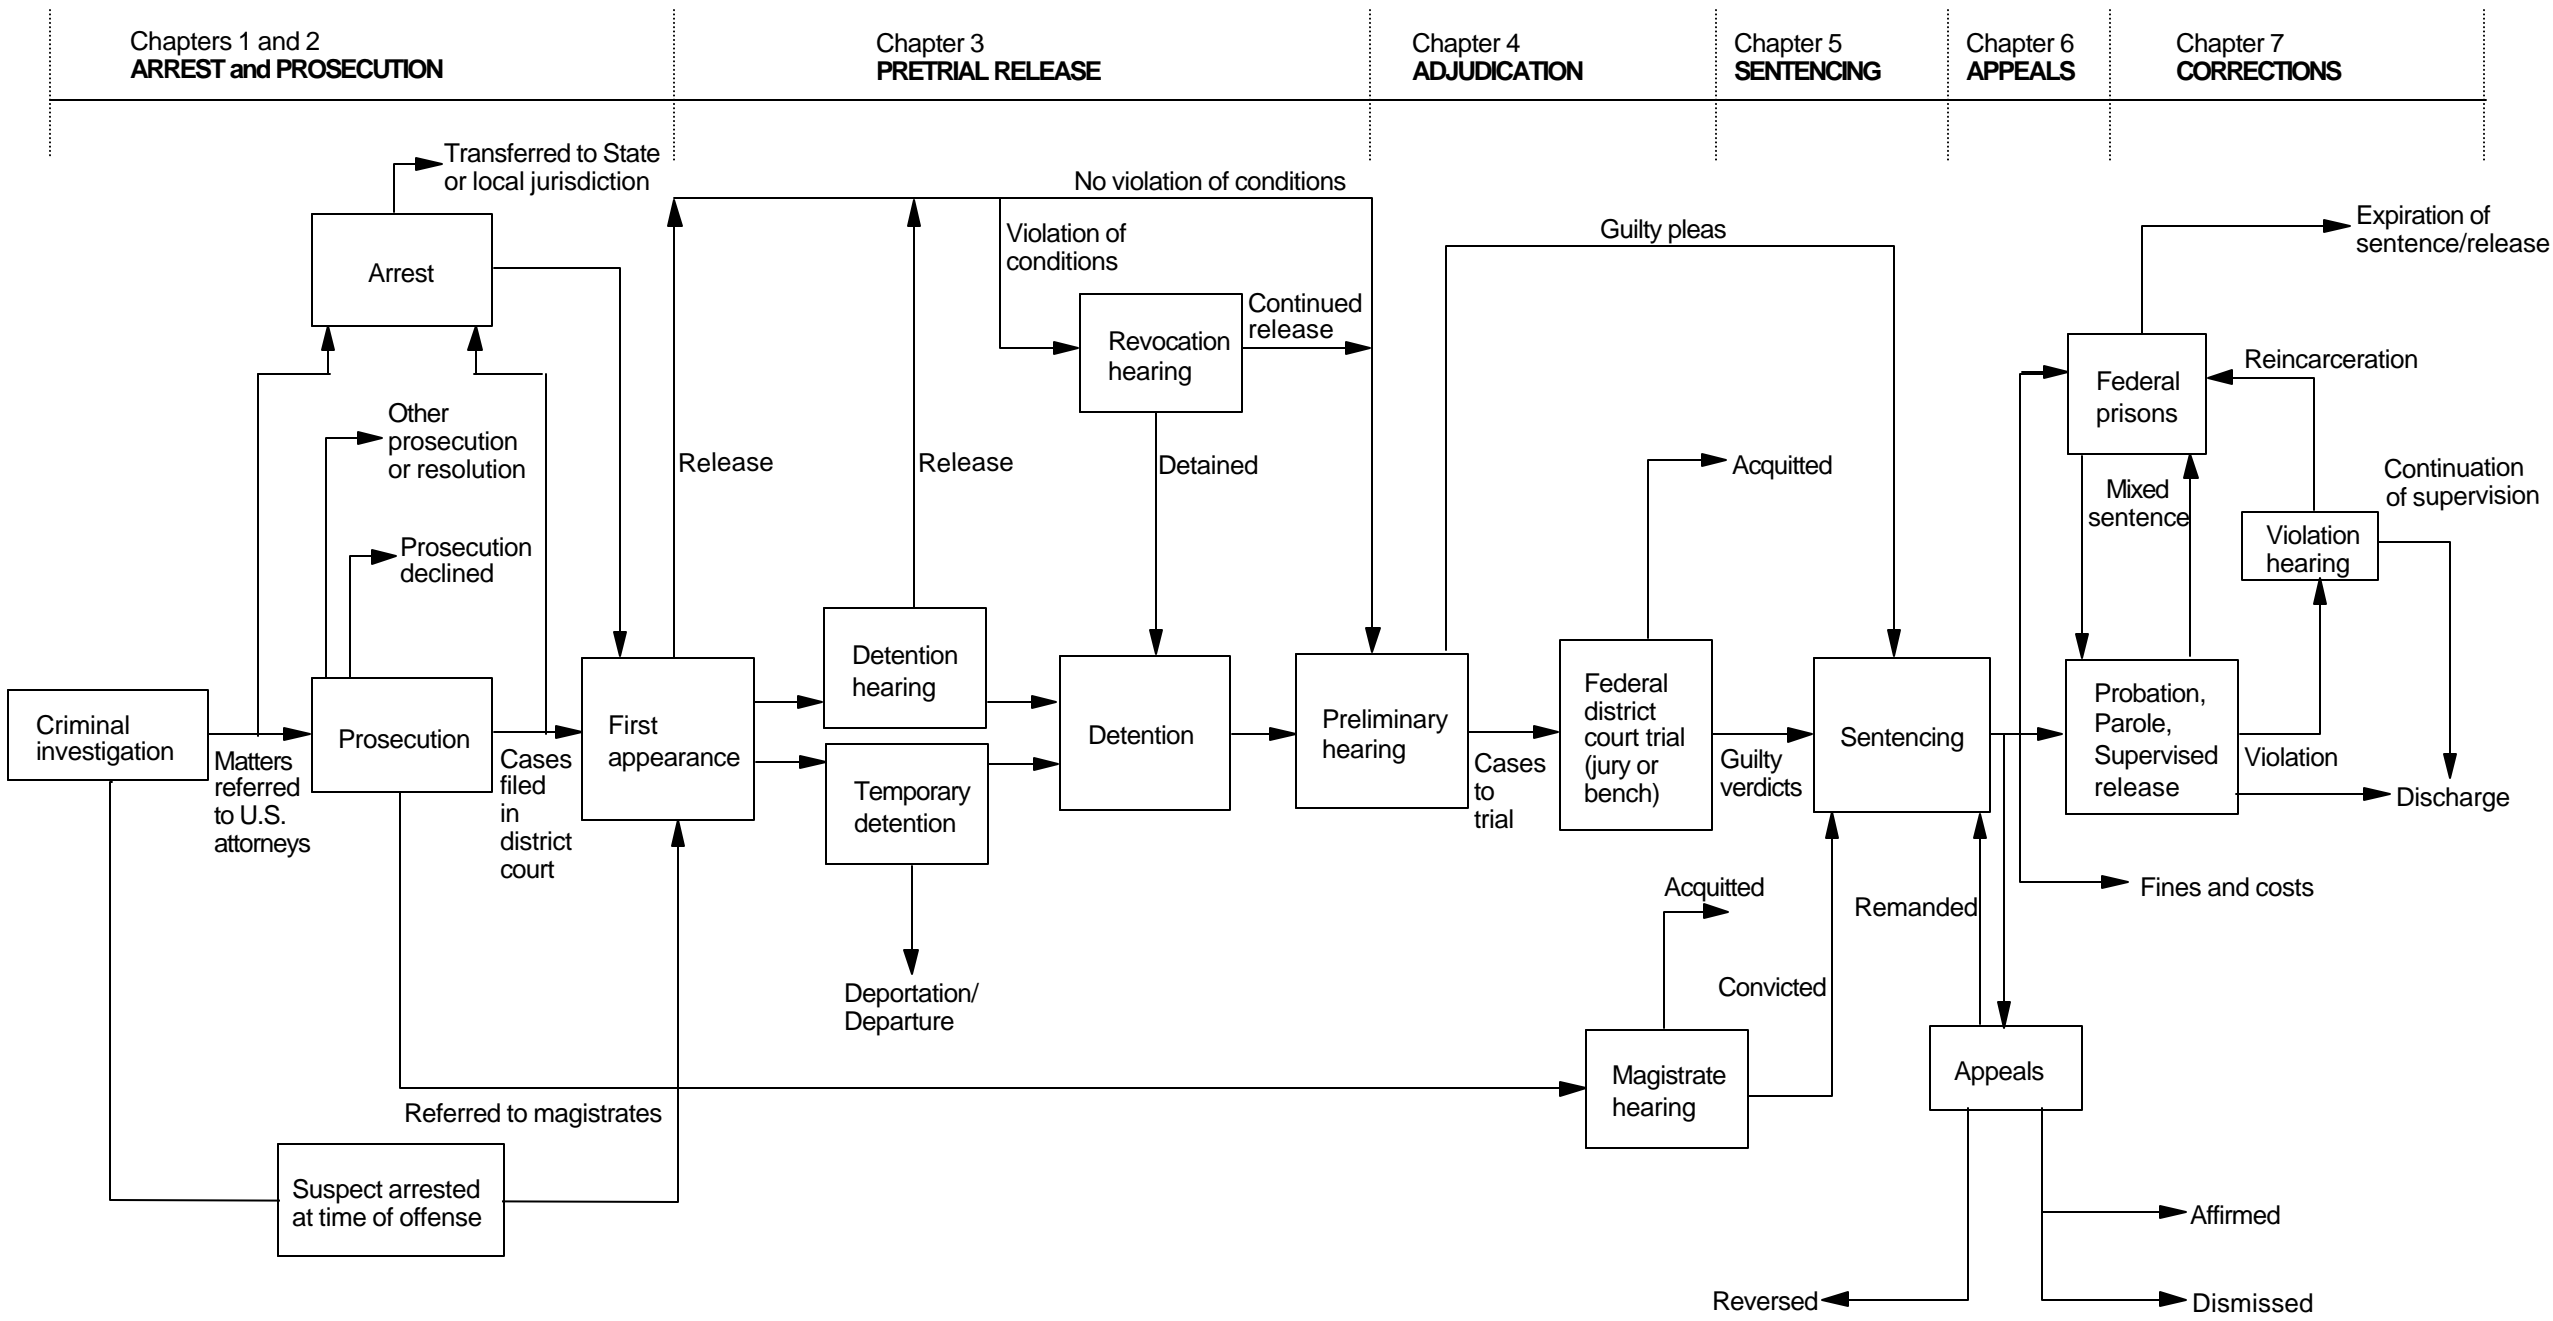 Chapters 1 and 2
ARREST and PROSECUTION
Chapter 3
PRETRIAL RELEASE
Chapter 4
ADJUDICATION
Chapter 5
SENTENCING
Chapter 6
APPEALS
Chapter 7
CORRECTIONS
Transferred to State
or local jurisdiction
Arrest
Other
prosecution
or resolution
Prosecution
declined
Criminal
investigation
Matters
referred
to U.S.
attorneys
Prosecution
Cases
filed
in
district
court
First
appearance
Referred to magistrates
Suspect arrested
at time of offense
No violation of conditions
Violation of
conditions
Revocation
hearing
Continued
release
Release
Release
Detained
Detention
hearing
Temporary
detention
Detention
Deportation/
Departure
Preliminary
hearing
Guilty pleas
Cases
to
trial
Acquitted
Federal
district
court trial
(jury or
bench)
Guilty
verdicts
Acquitted
Convicted
Magistrate
hearing
Sentencing
Remanded
Appeals
Reversed
Affirmed
Dismissed
Expiration of
sentence/release
Federal
prisons
Reincarceration
Mixed
sentence
Continuation
of supervision
Violation
hearing
Probation,
Parole,
Supervised
release
Violation
Discharge
Fines and costs